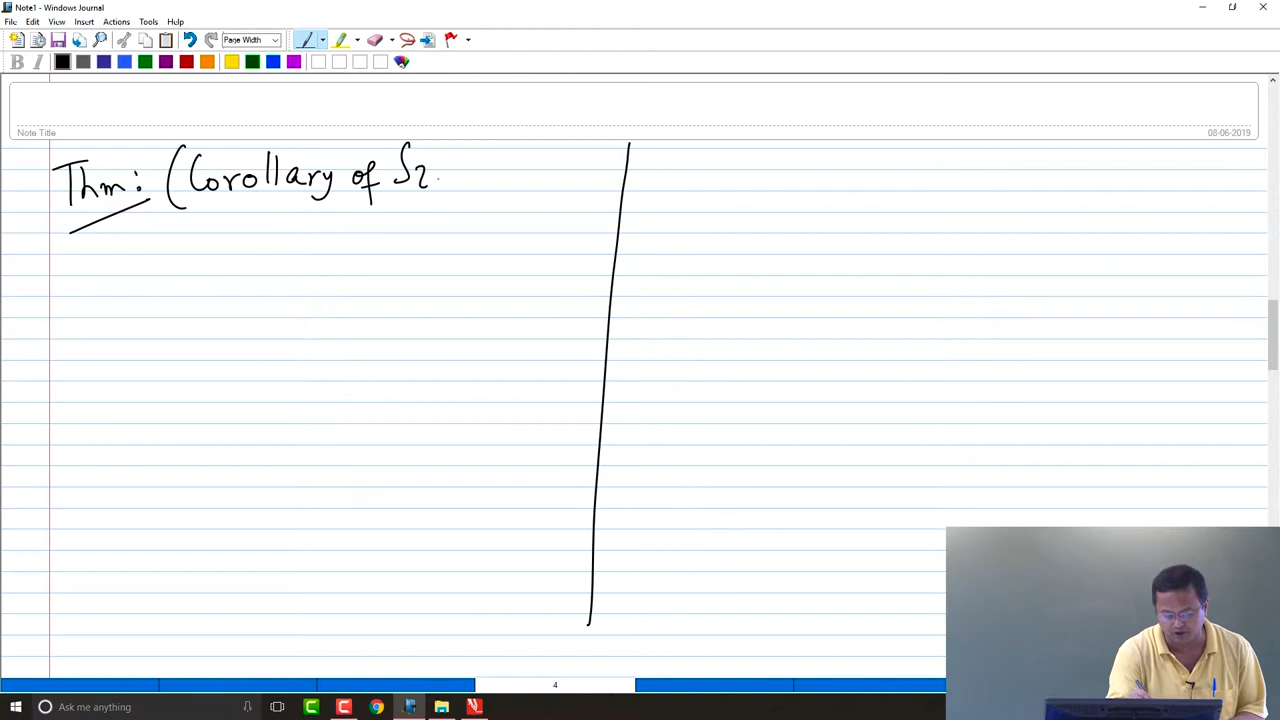 Note1 - Windows Journal
File Edit View Insert Actions Tools Help
Page Width
B I
Note Title
08-06-2019
Thm: (Corollary of S2
4
Ask me anything